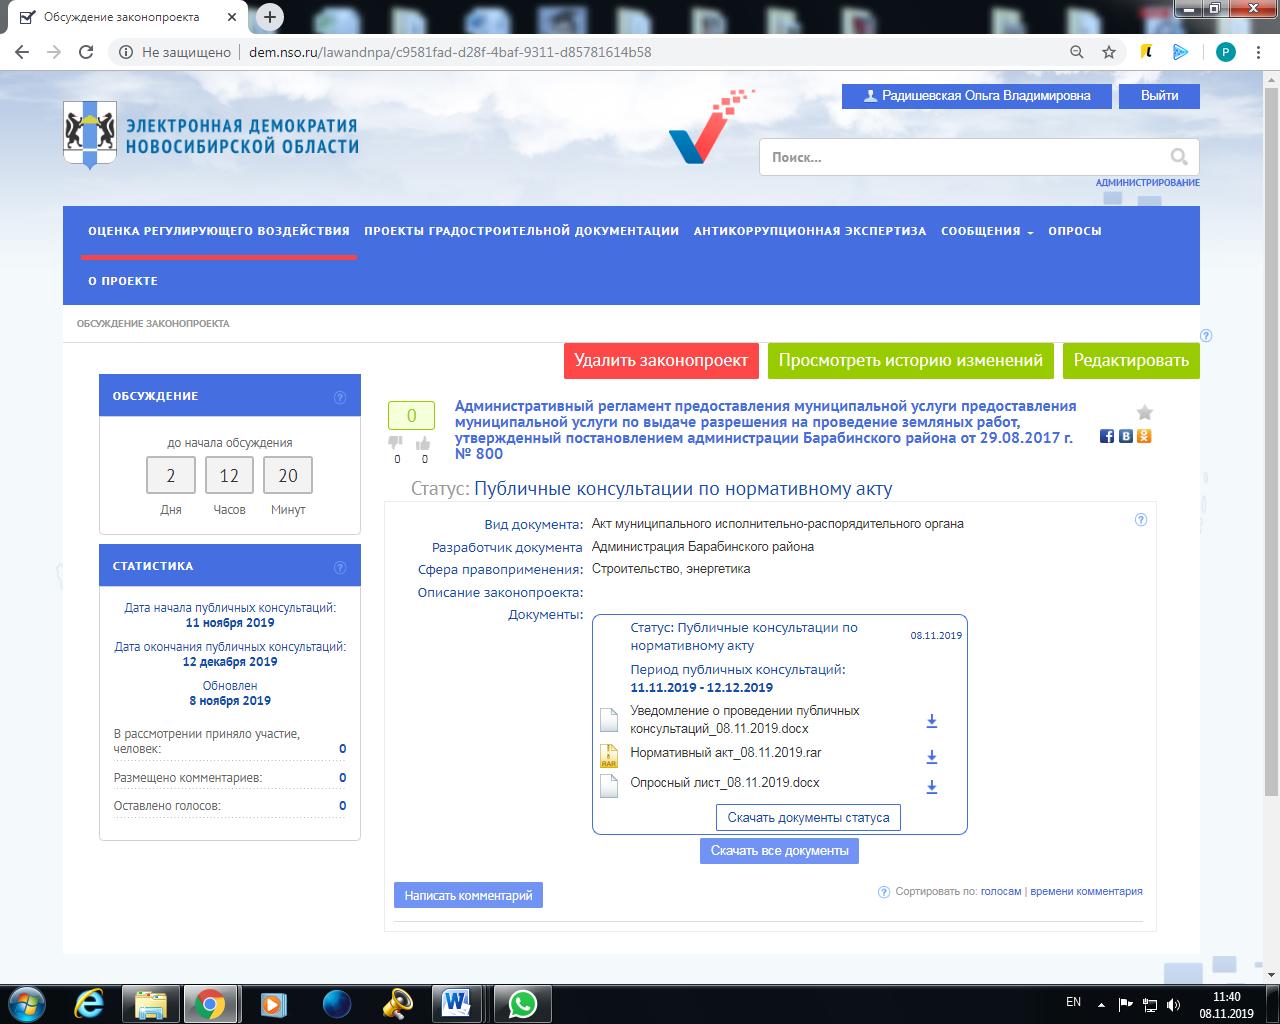 Обсуждение законопроекта
Не защищено | dem.nso.ru/lawandnpa/c9581fad-d28f-4baf-9311-d85781614b58
P
Радишевская Ольга Владимировна
Выйти
ЭЛЕКТРОННАЯ ДЕМОКРАТИЯ
НОВОСИБИРСКОЙ ОБЛАСТИ
Поиск...
АДМИНИСТРИРОВАНИЕ
ОЦЕНКА РЕГУЛИРУЮЩЕГО ВОЗДЕЙСТВИЯ ПРОЕКТЫ ГРАДОСТРОИТЕЛЬНОЙ ДОКУМЕНТАЦИИ АНТИКОРРУПЦИОННАЯ ЭКСПЕРТИЗА СООБЩЕНИЯ ОПРОСЫ
О ПРОЕКТЕ
ОБСУЖДЕНИЕ ЗАКОНОПРОЕКТА
?
Удалить законопроект Просмотреть историю изменений Редактировать
ОБСУЖДЕНИЕ ?
до начала обсуждения
2 12 20
Дня Часов Минут
СТАТИСТИКА ?
Дата начала публичных консультаций:
11 ноября 2019
Дата окончания публичных консультаций:
12 декабря 2019
Обновлен
8 ноября 2019
В рассмотрении приняло участие,
человек: 0
Размещено комментариев: 0
Оставлено голосов: 0
0
0 0
Административный регламент предоставления муниципальной услуги предоставления
муниципальной услуги по выдаче разрешения на проведение земляных работ,
утвержденный постановлением администрации Барабинского района от 29.08.2017 г.
№ 800
Статус: Публичные консультации по нормативному акту
?
Вид документа: Акт муниципального исполнительно-распорядительного органа
Разработчик документа Администрация Барабинского района
Сфера правоприменения: Строительство, энергетика
Описание законопроекта:
Документы:
Статус: Публичные консультации по
нормативному акту
08.11.2019
Период публичных консультаций:
11.11.2019 - 12.12.2019
Уведомление о проведении публичных
консультаций_08.11.2019.docx
RAR Нормативный акт_08.11.2019.rar
Опросный лист_08.11.2019.docx
Скачать документы статуса
Скачать все документы
Написать комментарий
? Сортировать по: голосам | времени комментария
EN
11:40
08.11.2019